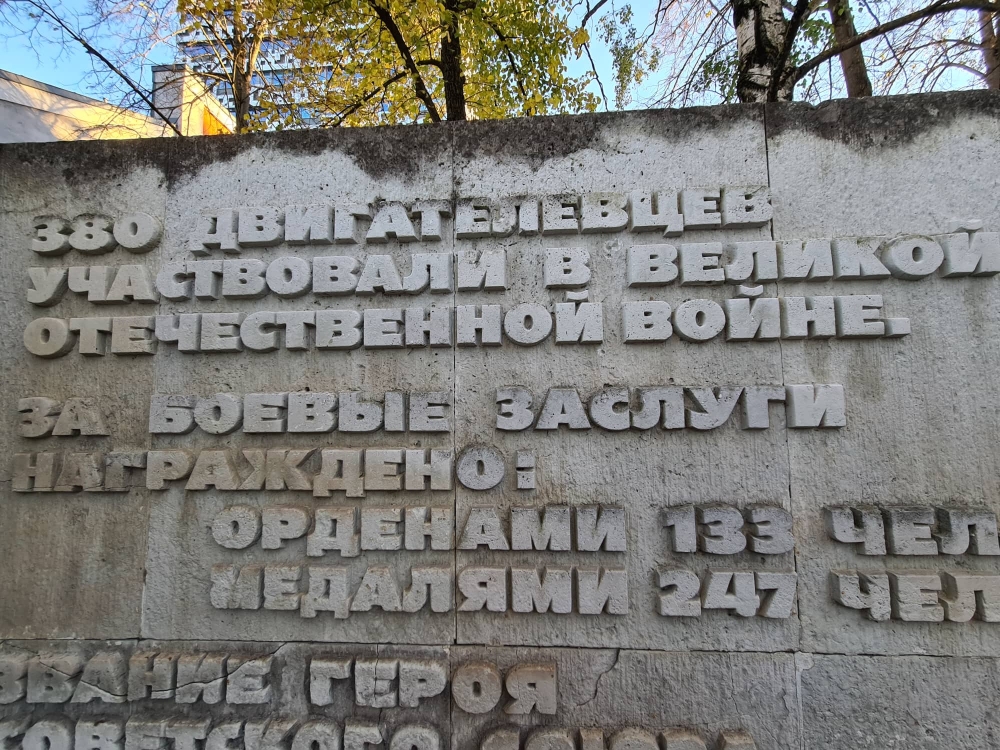 380 ДВИГАТЕЛЕВЦЕВ
УЧАСТВОВАЛИ В ВЕЛИКОЙ
ОТЕЧЕСТВЕННОЙ ВОЙНЕ.
ЗА БОЕВЫЕ ЗАСЛУГИ
НАГРАЖДЕНО:
ОРДЕНАМИ 133 ЧЕЛ
МЕДАЛЯМИ 247 ЧЕЛ
ЗВАНИЕ ГЕРОЯ
СОВЕТСКОГО СОЮЗА